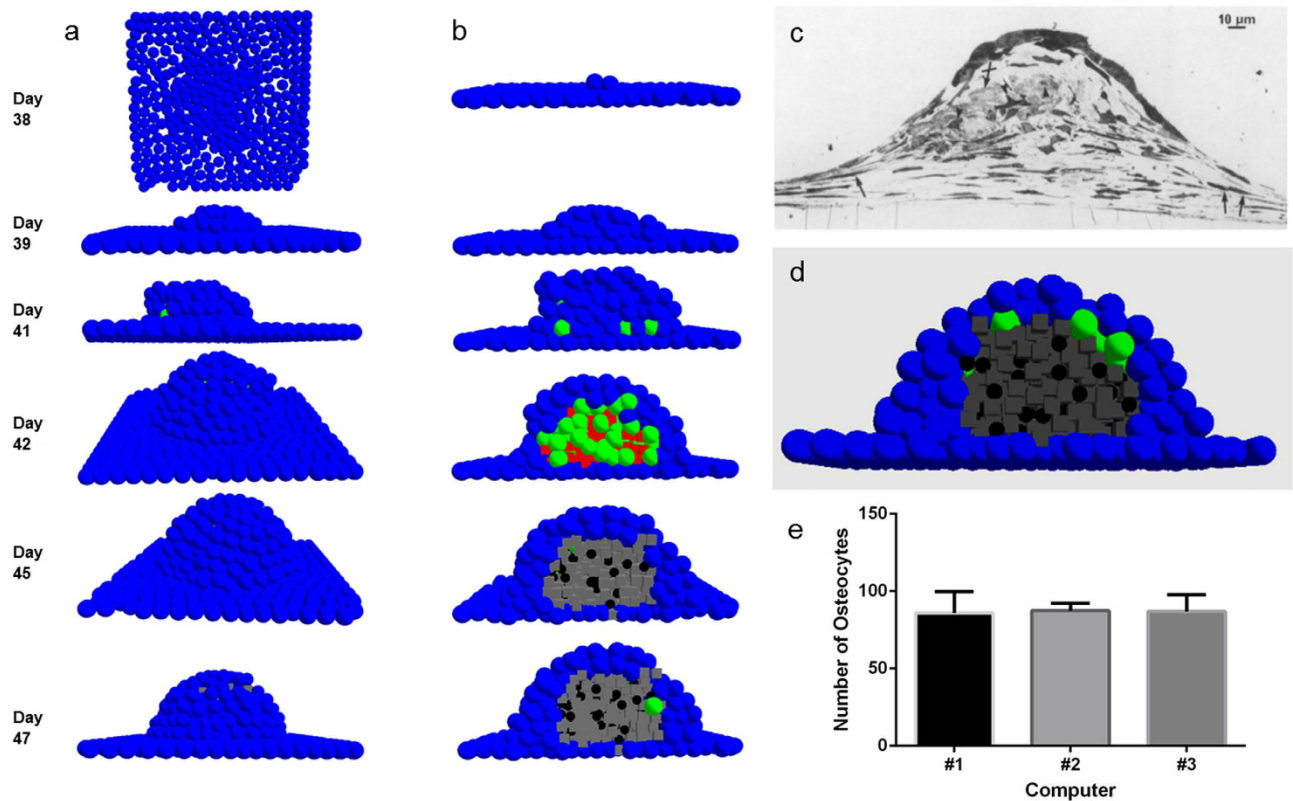 a
b
c
10 µm
Day
38
Day
39
Day
41
d
Day
42
Day
45
e
Number of Osteocytes
150
100
50
0
#1
#2
#3
Computer
Day
47